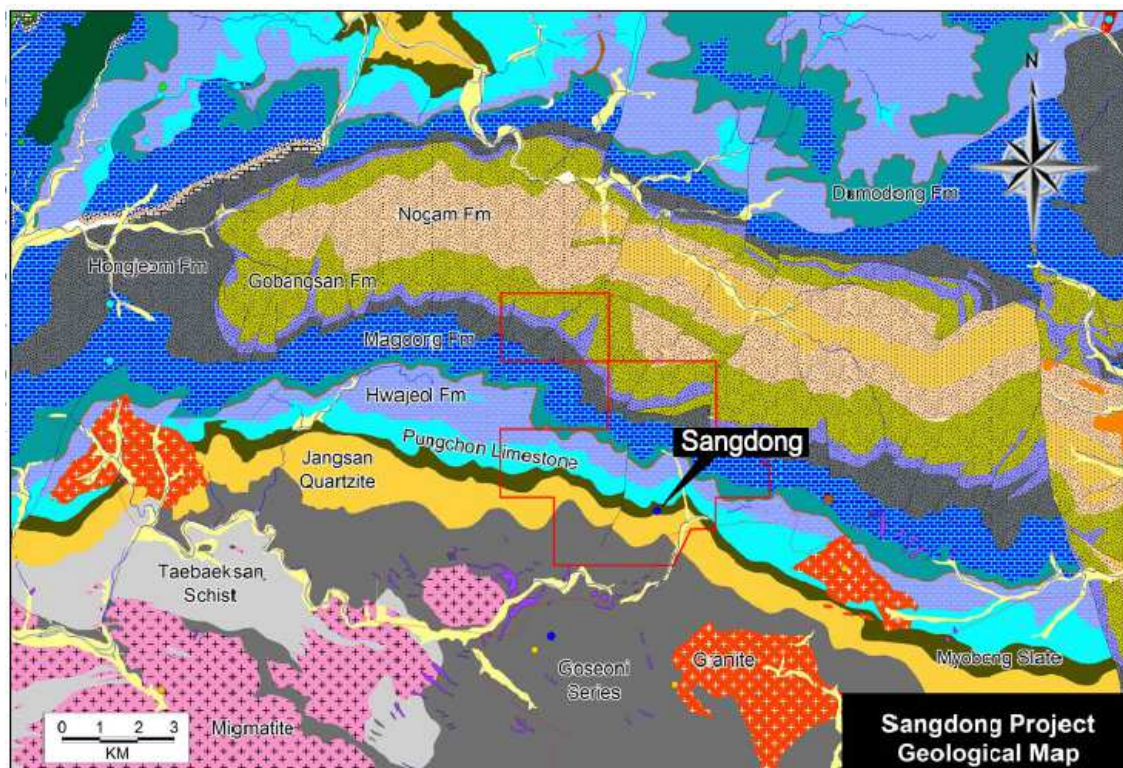 N
Dumodong Fm
Nogam Fm
Hongjeom Fm
Gobangsan Fm
Magdong Fm
Hwajeol Fm
Sangdong
Pungchon Limestone
Jangsan
Quartzite
Taebaeksan
Schist
Myobong Slate
Granite
Goseoni
Series
Migmatite
0 1 2 3
KM
Sangdong Project
Geological Map